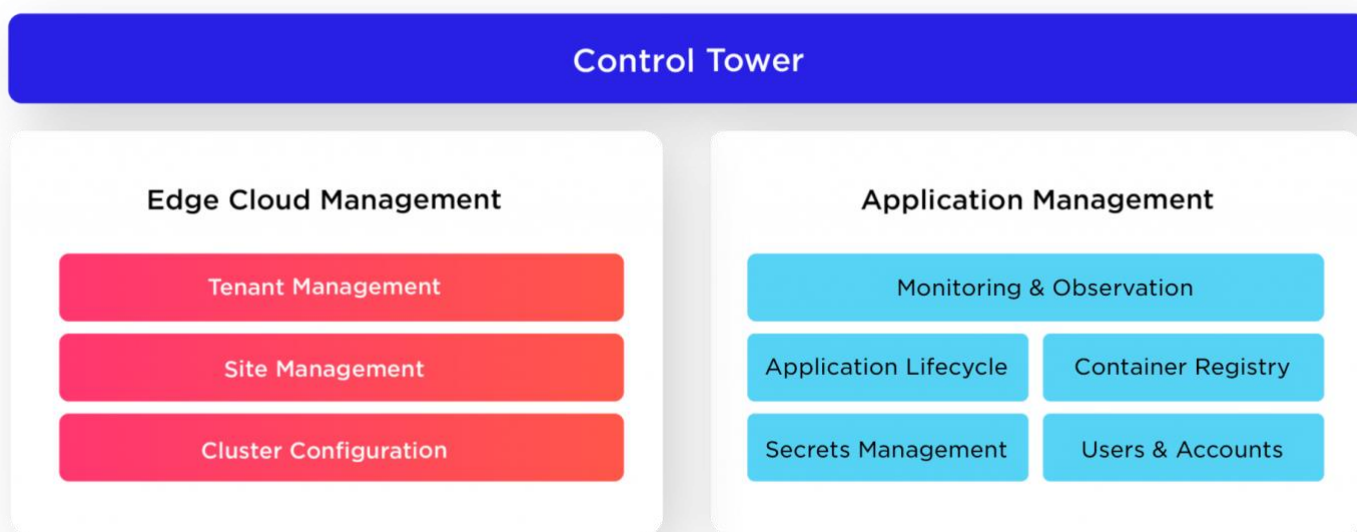 Control Tower
Edge Cloud Management
Tenant Management
Site Management
Cluster Configuration
Application Management
Monitoring & Observation
Application Lifecycle
Container Registry
Secrets Management
Users & Accounts